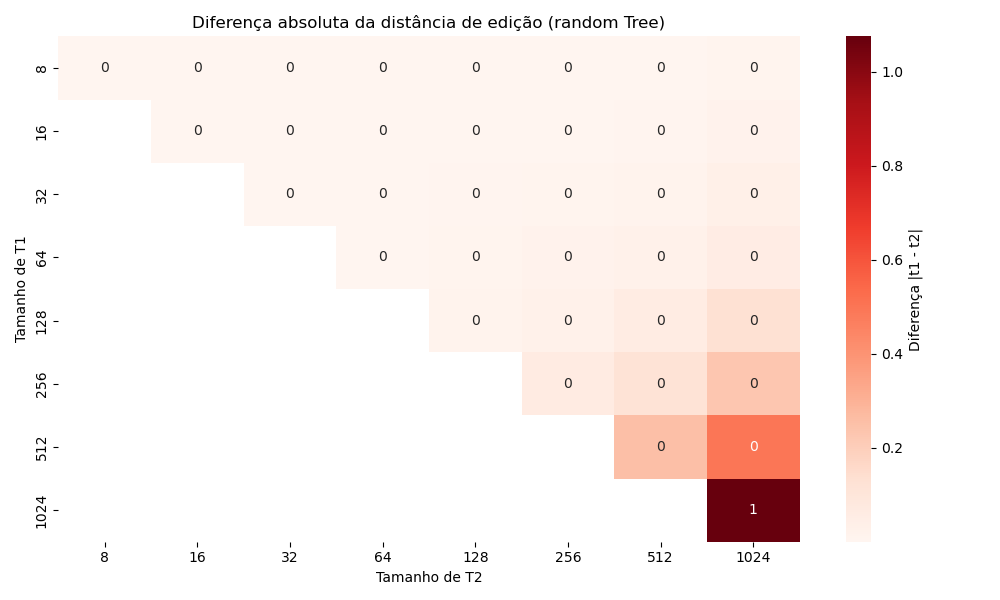 Diferença absoluta da distância de edição (random Tree)
8 0 0 0 0 0 0 0 0
16 0 0 0 0 0 0 0
32 0 0 0 0 0 0
64 0 0 0 0 0
128 0 0 0 0
256 0 0 0
512 0 0
1024 1
8 16 32 64 128 256 512 1024
Tamanho de T2
Tamanho de T1
1.0
0.8
0.6
0.4
0.2
Diferença |t1 - t2|